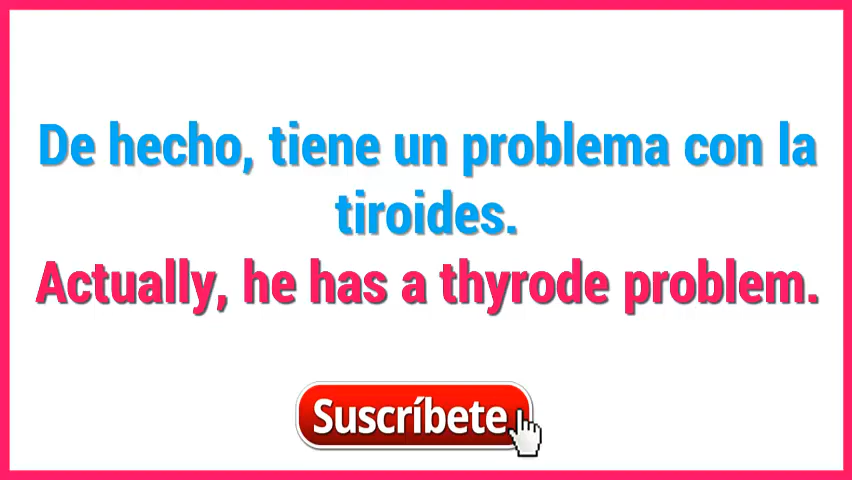 De hecho, tiene un problema con la
tiroides.
Actually, he has a thyrode problem.
Suscríbete